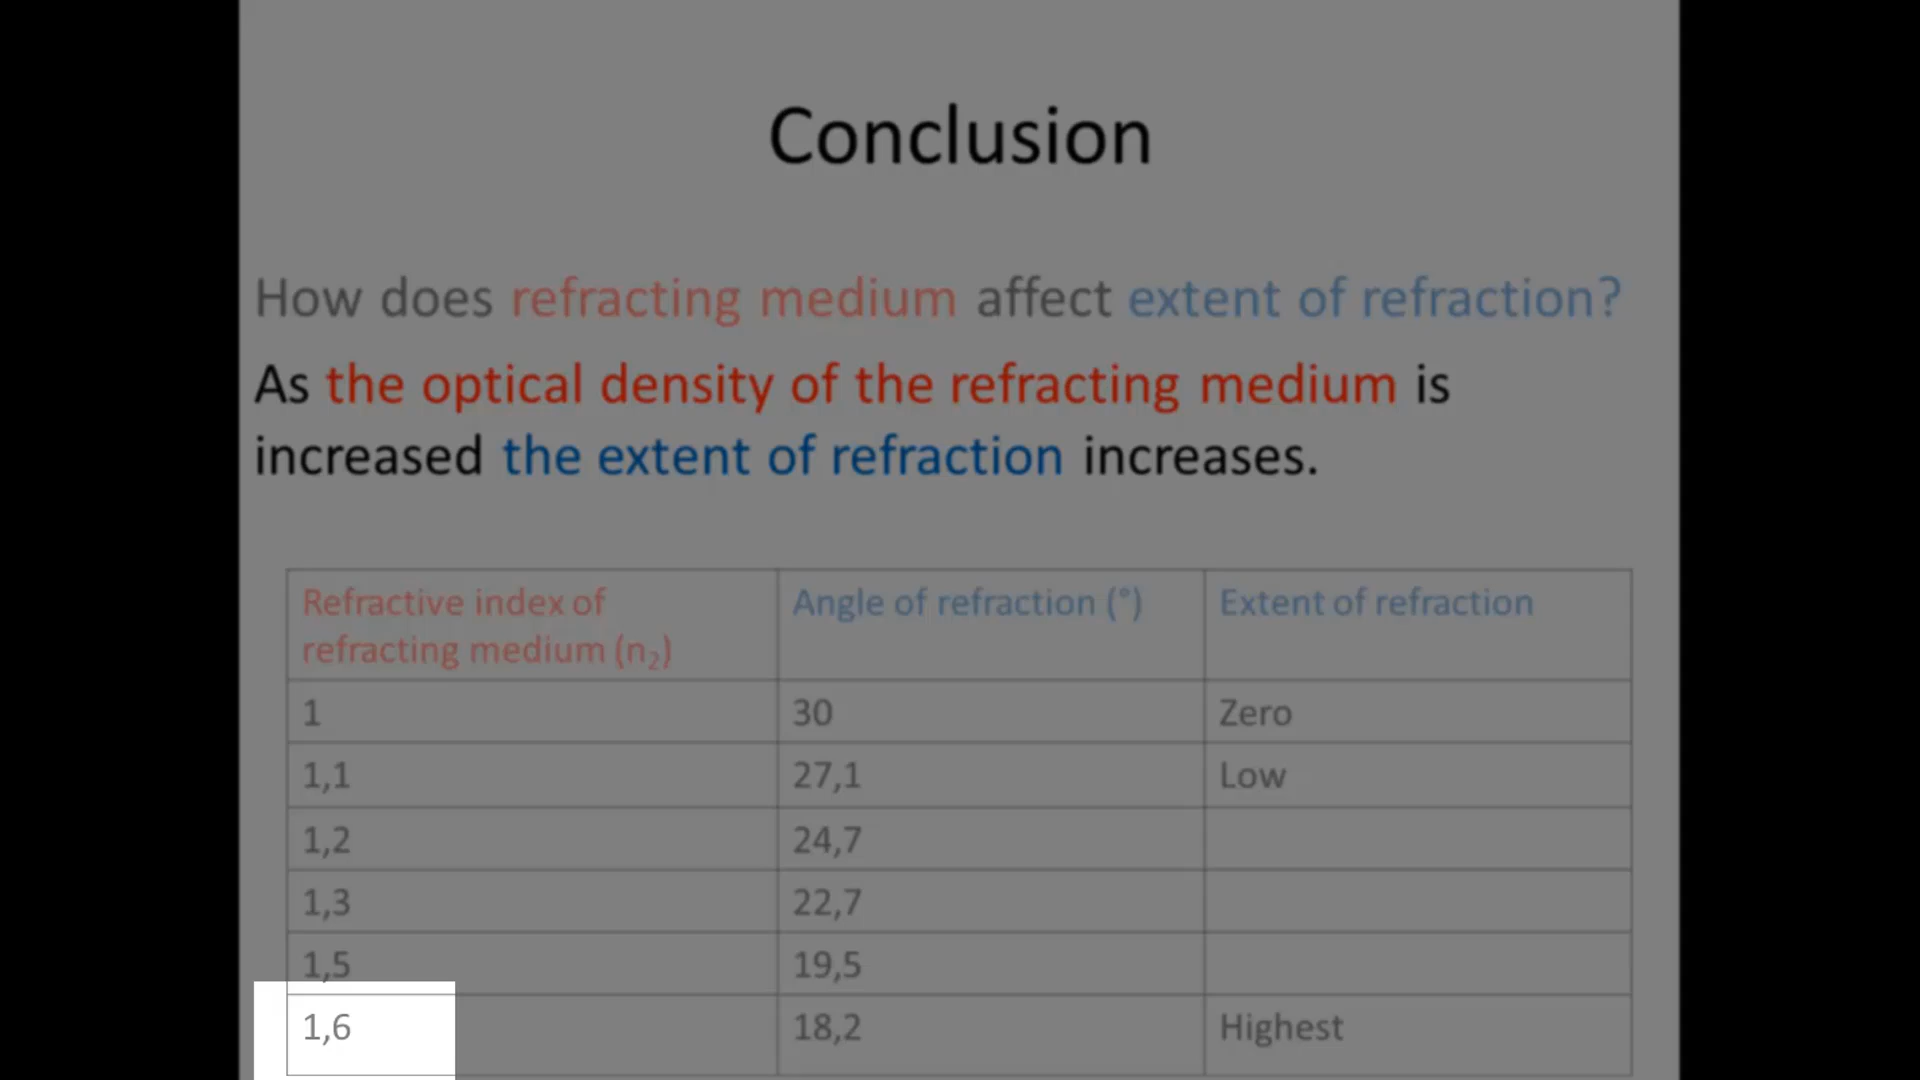 Conclusion
How does refracting medium affect extent of refraction?
As the optical density of the refracting medium is
increased the extent of refraction increases.
Refractive index of
refracting medium (n₂)
Angle of refraction (°)
Extent of refraction
1 30 Zero
1,1 27,1 Low
1,2 24,7
1,3 22,7
1,5 19,5
1,6 18,2 Highest